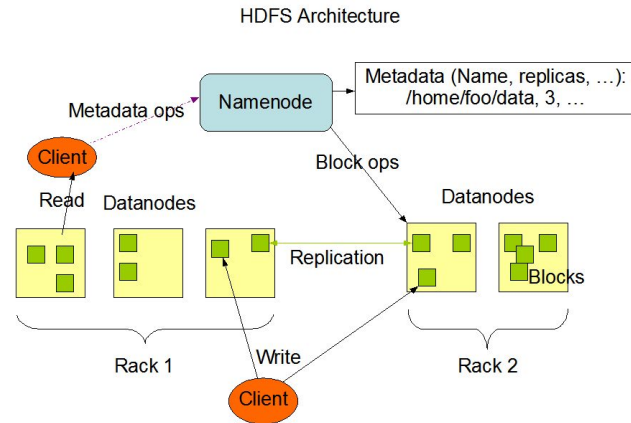 HDFS Architecture
Metadata (Name, replicas, …):
/home/foo/data, 3, …
Namenode
Metadata ops
Client
Block ops
Read
Datanodes
Datanodes
Replication
Blocks
Rack 1
Write
Rack 2
Client